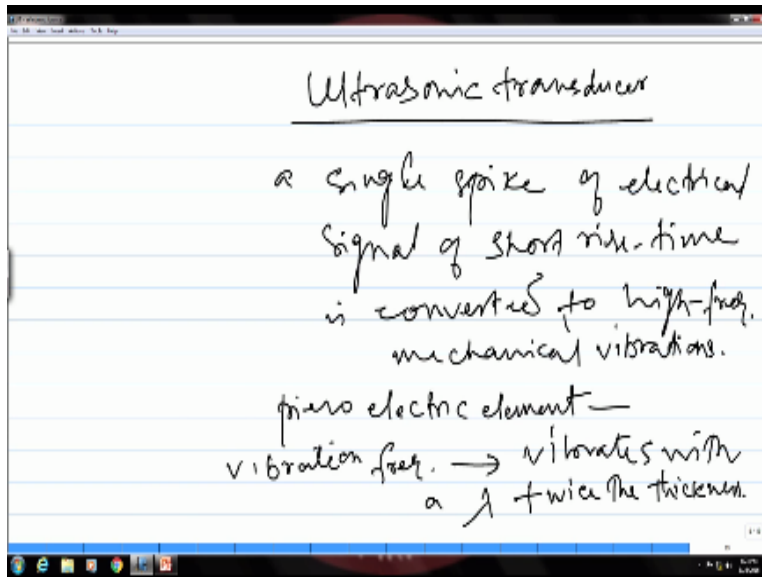 Ultrasonic transducer
a single spike of electrical
signal of short rise-time
is converted to high-freq.
mechanical vibrations.
piezo electric element —
vibration freq. → vibrates with
a λ twice the thickness.